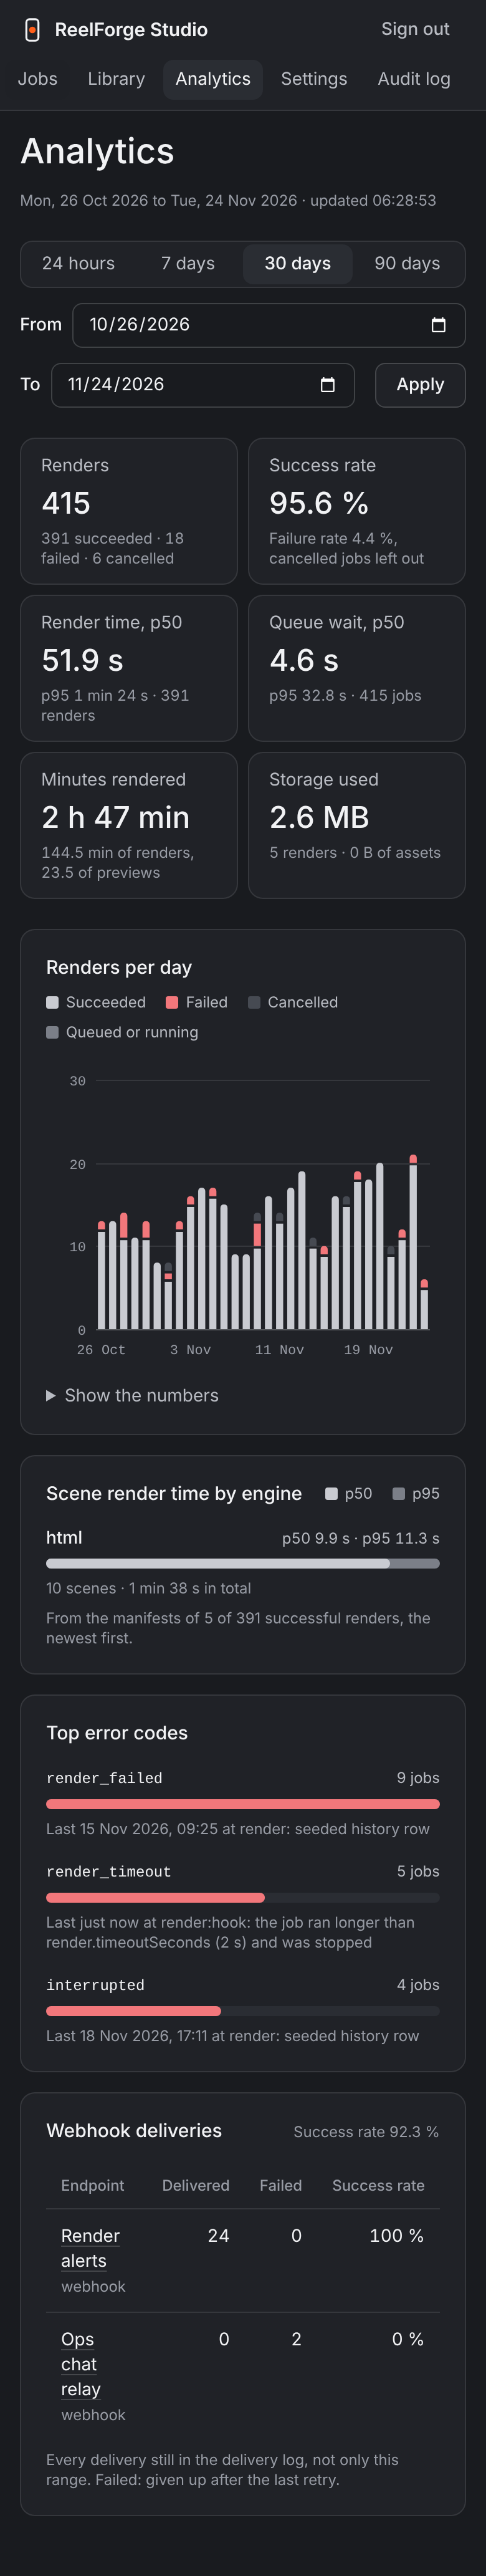 ReelForge Studio
Sign out
Jobs
Library
Analytics
Settings
Audit log
Analytics
Mon, 26 Oct 2026 to Tue, 24 Nov 2026 · updated 06:28:53
24 hours
7 days
30 days
90 days
From
10/26/2026
To
11/24/2026
Apply
Renders
415
391 succeeded · 18
failed · 6 cancelled
Success rate
95.6 %
Failure rate 4.4 %,
cancelled jobs left out
Render time, p50
51.9 s
p95 1 min 24 s · 391
renders
Queue wait, p50
4.6 s
p95 32.8 s · 415 jobs
Minutes rendered
2 h 47 min
144.5 min of renders,
23.5 of previews
Storage used
2.6 MB
5 renders · 0 B of assets
Renders per day
Succeeded
Failed
Cancelled
Queued or running
30
20
10
0
26 Oct
3 Nov
11 Nov
19 Nov
Show the numbers
Scene render time by engine
p50
p95
html
p50 9.9 s · p95 11.3 s
10 scenes · 1 min 38 s in total
From the manifests of 5 of 391 successful renders, the
newest first.
Top error codes
render_failed
9 jobs
Last 15 Nov 2026, 09:25 at render: seeded history row
render_timeout
5 jobs
Last just now at render:hook: the job ran longer than
render.timeoutSeconds (2 s) and was stopped
interrupted
4 jobs
Last 18 Nov 2026, 17:11 at render: seeded history row
Webhook deliveries
Success rate 92.3 %
Endpoint
Delivered
Failed
Success rate
Render
alerts
webhook
24
0
100 %
Ops
chat
relay
webhook
0
2
0 %
Every delivery still in the delivery log, not only this
range. Failed: given up after the last retry.